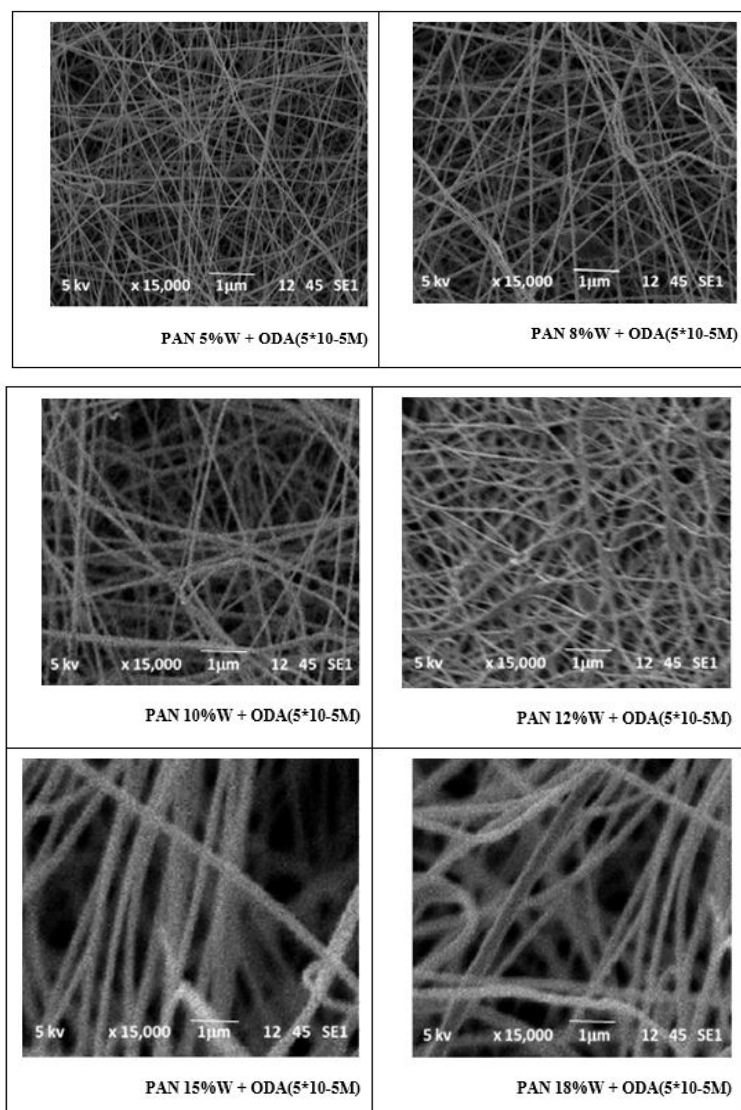 5 kv x 15,000 1µm 12 45 SE1
PAN 5%W + ODA(5*10-5M)
5 kv x 15,000 1µm 12 45 SE1
PAN 8%W + ODA(5*10-5M)
5 kv x 15,000 1µm 12 45 SE1
PAN 10%W + ODA(5*10-5M)
5 kv x 15,000 1µm 12 45 SE1
PAN 12%W + ODA(5*10-5M)
5 kv x 15,000 1µm 12 45 SE1
PAN 15%W + ODA(5*10-5M)
5 kv x 15,000 1µm 12 45 SE1
PAN 18%W + ODA(5*10-5M)